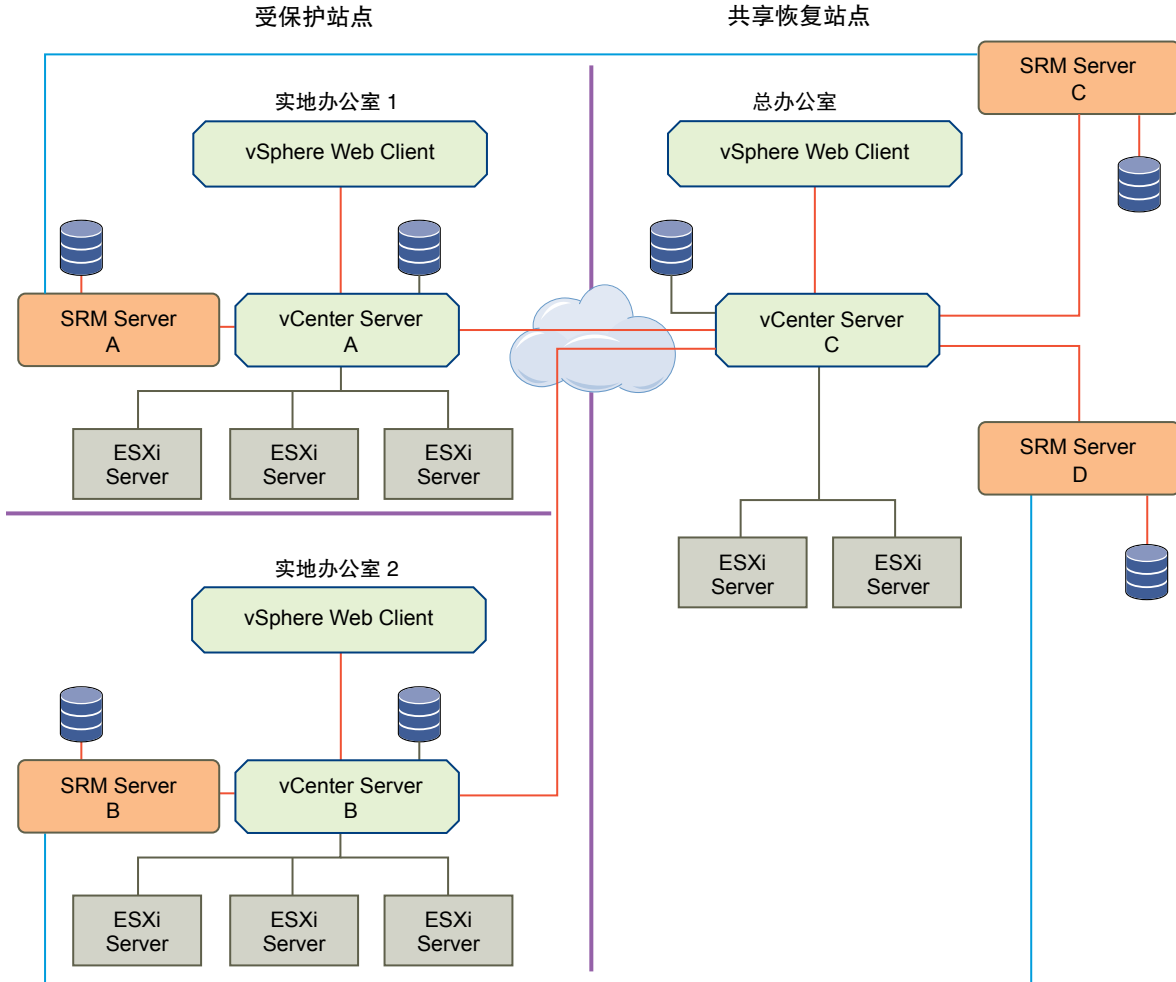 受保护站点
共享恢复站点
SRM Server
C
实地办公室 1
总办公室
vSphere Web Client
vSphere Web Client
SRM Server
A
vCenter Server
A
vCenter Server
C
ESXi
Server
ESXi
Server
ESXi
Server
SRM Server
D
ESXi
Server
ESXi
Server
实地办公室 2
vSphere Web Client
SRM Server
B
vCenter Server
B
ESXi
Server
ESXi
Server
ESXi
Server